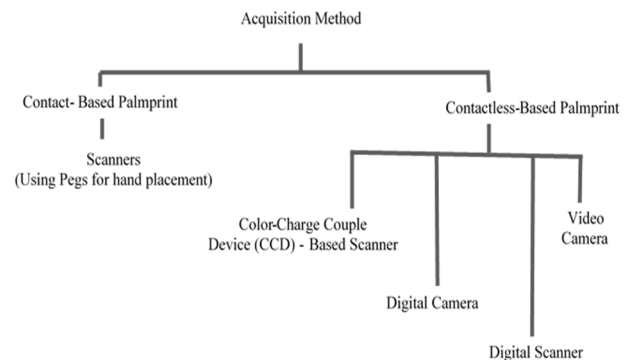 Acquisition Method
Contact- Based Palmprint
Contactless-Based Palmprint
Scanners
(Using Pegs for hand placement)
Color-Charge Couple
Device (CCD) - Based Scanner
Video
Camera
Digital Camera
Digital Scanner